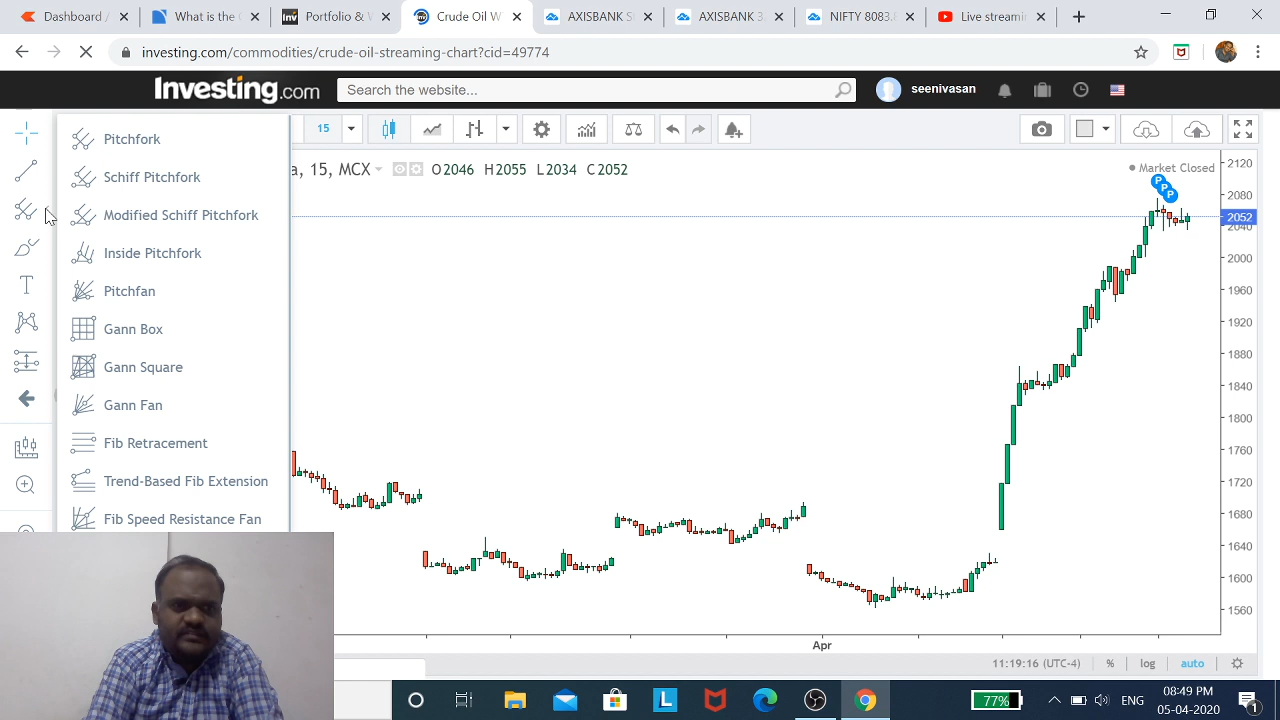 Dashboard /
What is the
Portfolio & W
Crude Oil W
AXISBANK S
AXISBANK 3
NIFTY 8083
Live streamin
investing.com/commodities/crude-oil-streaming-chart?cid=49774
Investing.com
Search the website...
seenivasan
15
a, 15, MCX O2046 H2055 L2034 C2052
Market Closed
P
P
P
Pitchfork
Schiff Pitchfork
Modified Schiff Pitchfork
Inside Pitchfork
Pitchfan
Gann Box
Gann Square
Gann Fan
Fib Retracement
Trend-Based Fib Extension
Fib Speed Resistance Fan
T
2120
2080
2052
2040
2000
1960
1920
1880
1840
1800
1760
1720
1680
1640
1600
1560
Apr
11:19:16 (UTC-4) % log auto
L
77%
ENG
08:49 PM
05-04-2020
1